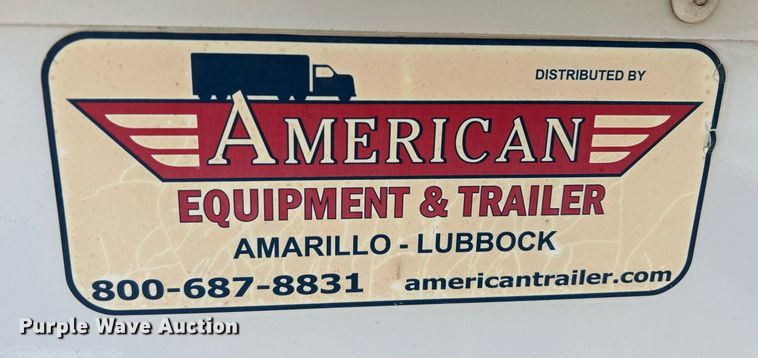 DISTRIBUTED BY
AMERICAN
EQUIPMENT & TRAILER
AMARILLO - LUBBOCK
800-687-8831 americantrailer.com
Purple Wave Auction